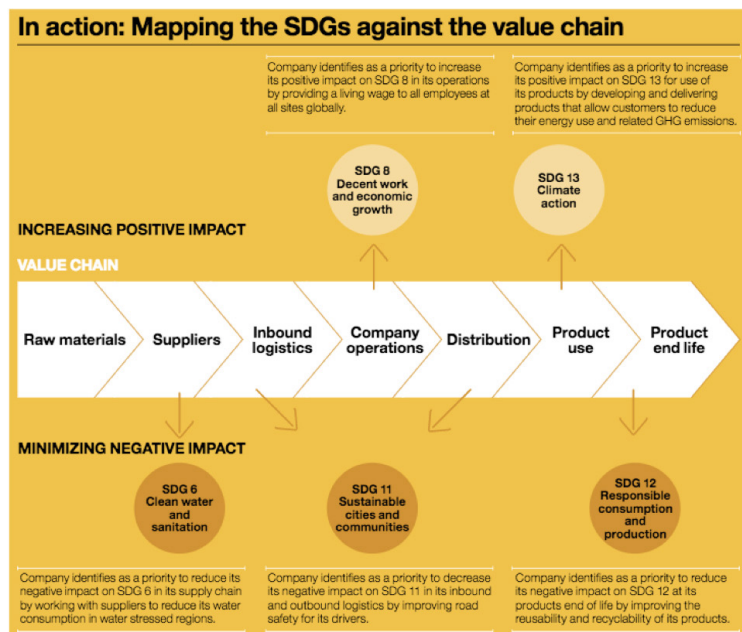 In action: Mapping the SDGs against the value chain
Company identifies as a priority to increase
its positive impact on SDG 8 in its operations
by providing a living wage to all employees at
all sites globally.
Company identifies as a priority to increase
its positive impact on SDG 13 for use of
its products by developing and delivering
products that allow customers to reduce
their energy use and related GHG emissions.
SDG 8
Decent work
and economic
growth
SDG 13
Climate
action
INCREASING POSITIVE IMPACT
VALUE CHAIN
Raw materials
Suppliers
Inbound
logistics
Company
operations
Distribution
Product
use
Product
end life
MINIMIZING NEGATIVE IMPACT
SDG 6
Clean water
and
sanitation
SDG 11
Sustainable
cities and
communities
SDG 12
Responsible
consumption
and
production
Company identifies as a priority to reduce its
negative impact on SDG 6 in its supply chain
by working with suppliers to reduce its water
consumption in water stressed regions.
Company identifies as a priority to decrease
its negative impact on SDG 11 in its inbound
and outbound logistics by improving road
safety for its drivers.
Company identifies as a priority to reduce
its negative impact on SDG 12 at its
products end of life by improving the
reusability and recyclability of its products.